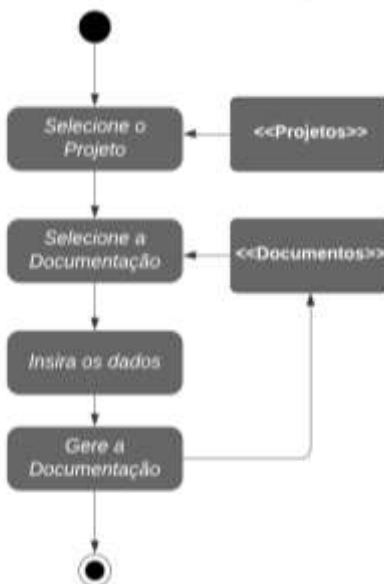 Selecione o
Projeto
<<Projetos>>
Selecione a
Documentação
<<Documentos>>
Insira os dados
Gere a
Documentação